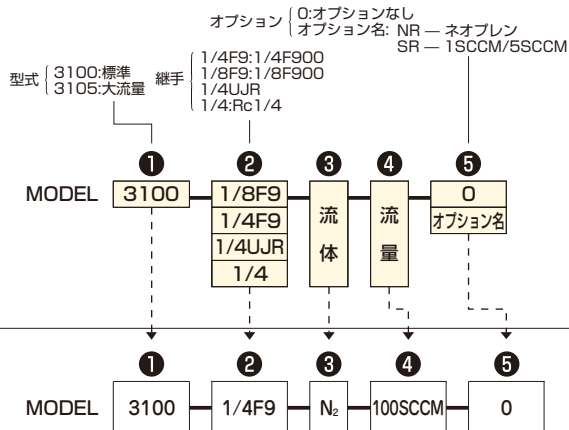 オプション
0:オプションなし
オプション名: NR ― ネオプレン
SR ― 1SCCM/5SCCM
型式
3100:標準
3105:大流量
継手
1/4F9:1/4F900
1/8F9:1/8F900
1/4UJR
1/4:Rc1/4
❶ ❷ ❸ ❹ ❺
MODEL 3100 1/8F9 流体 流量 0
1/4F9 オプション名
1/4UJR
1/4
❶ ❷ ❸ ❹ ❺
MODEL 3100 1/4F9 N₂ 100SCCM 0